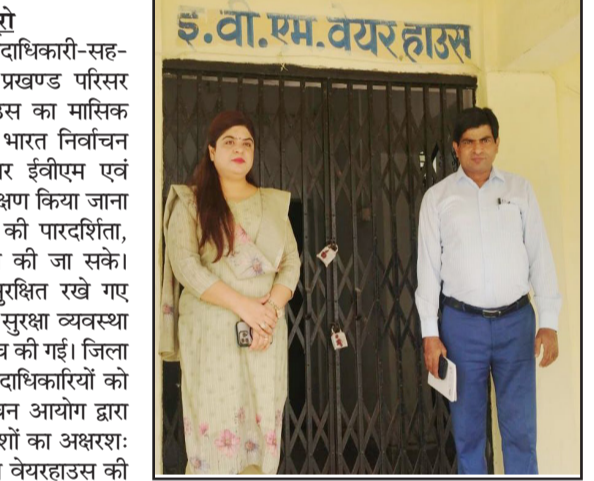 रो
दाधिकारी-सह-
प्रखण्ड परिसर
उस का मासिक
भारत निर्वाचन
र ईवीएम एवं
क्षण किया जाना
की पारदर्शिता,
की जा सके।
सुरक्षित रखे गए
सुरक्षा व्यवस्था
च की गई। जिला
दाधिकारियों को
चन आयोग द्वारा
शों का अक्षरशः
वेयरहाउस की
इ.वी.एम.वेयर हाउस